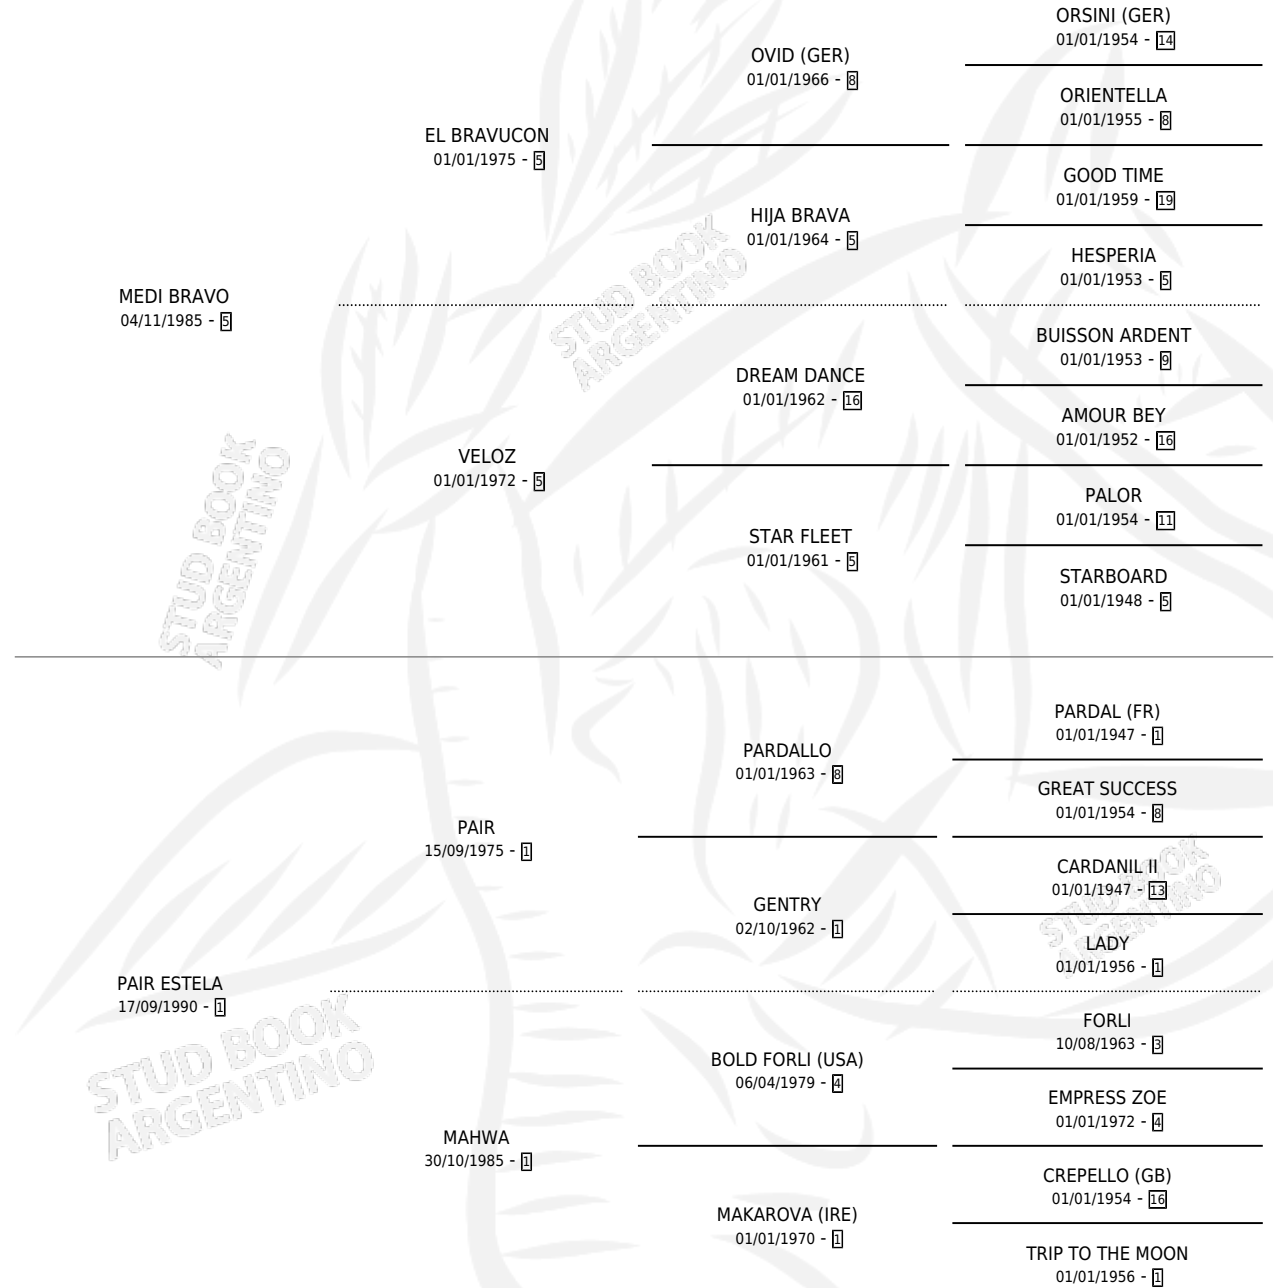 ORSINI (GER)
01/01/1954 - 14
OVID (GER)
01/01/1966 - 8
ORIENTELLA
01/01/1955 - 8
EL BRAVUCON
01/01/1975 - 5
GOOD TIME
01/01/1959 - 19
HIJA BRAVA
01/01/1964 - 5
HESPERIA
01/01/1953 - 5
MEDI BRAVO
04/11/1985 - 5
STUD BOOK
ARGENTINO
BUISSON ARDENT
01/01/1953 - 9
DREAM DANCE
01/01/1962 - 16
AMOUR BEY
01/01/1952 - 16
VELOZ
01/01/1972 - 5
PALOR
01/01/1954 - 11
STAR FLEET
01/01/1961 - 5
STARBOARD
01/01/1948 - 5
STUD BOOK
ARGENTINO
PARDAL (FR)
01/01/1947 - 1
PARDALLO
01/01/1963 - 8
GREAT SUCCESS
01/01/1954 - 8
PAIR
15/09/1975 - 1
CARDANIL II
01/01/1947 - 13
GENTRY
02/10/1962 - 1
LADY
01/01/1956 - 1
STUD BOOK
ARGENTINO
PAIR ESTELA
17/09/1990 - 1
FORLI
10/08/1963 - 3
BOLD FORLI (USA)
06/04/1979 - 4
EMPRESS ZOE
01/01/1972 - 4
STUD BOOK
ARGENTINO
MAHWA
30/10/1985 - 1
CREPELLO (GB)
01/01/1954 - 16
MAKAROVA (IRE)
01/01/1970 - 1
TRIP TO THE MOON
01/01/1956 - 1